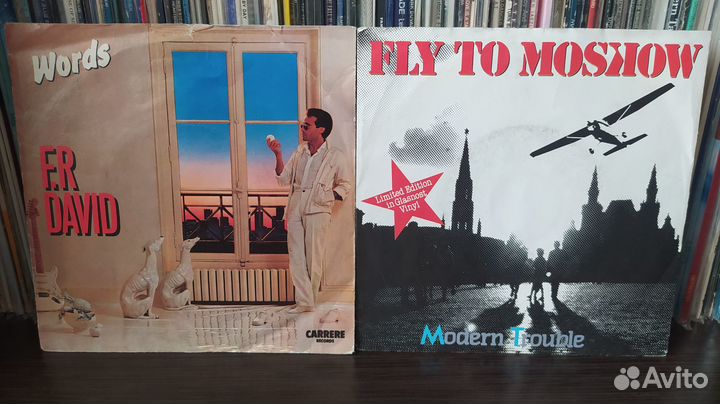 Words
F.R
DAVID
CARRERE
RECORDS
FLY TO MOSKOW
Limited Edition
in Glasnost
Vinyl
Modern Trouble
Avito